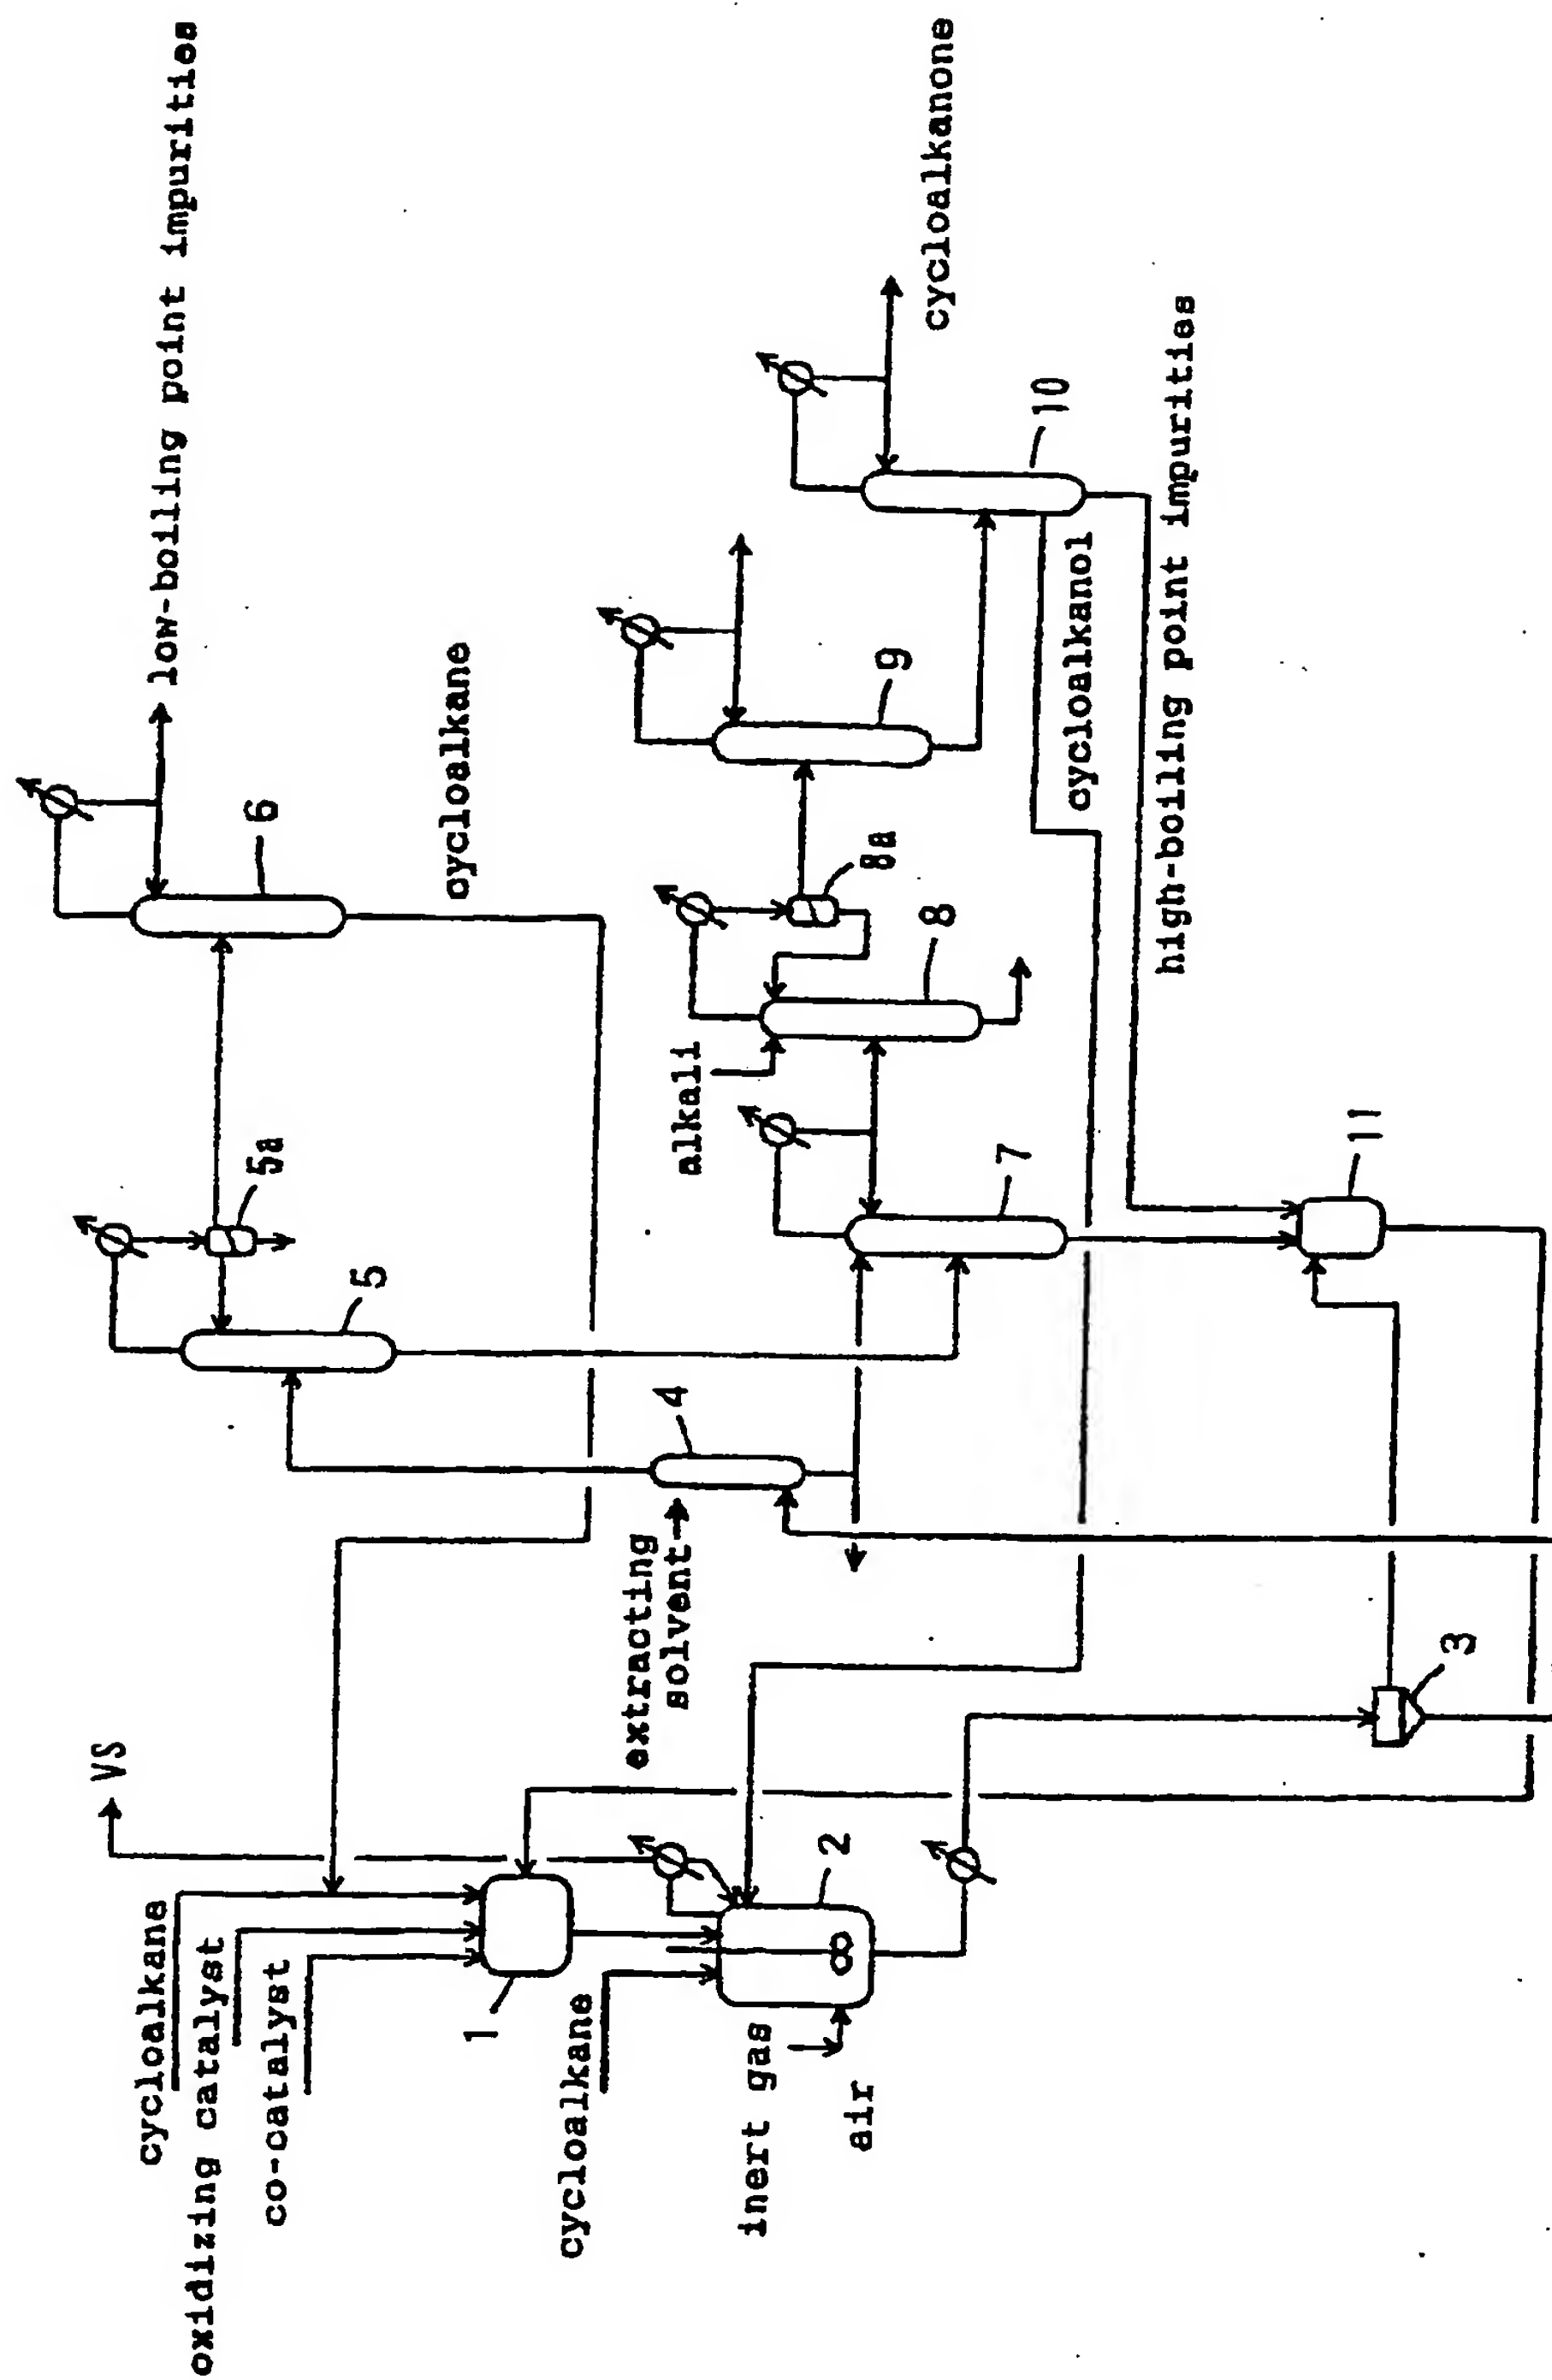 cycloalkane
oxidizing catalyst
co-catalyst
VS
1
cycloalkane
inert gas
air
2
extracting
solvent
3
4
5
5a
6
low-boiling point impurities
cycloalkane
alkali
7
8
8a
9
10
cycloalkanone
cycloalkanol
high-boiling point impurities
11